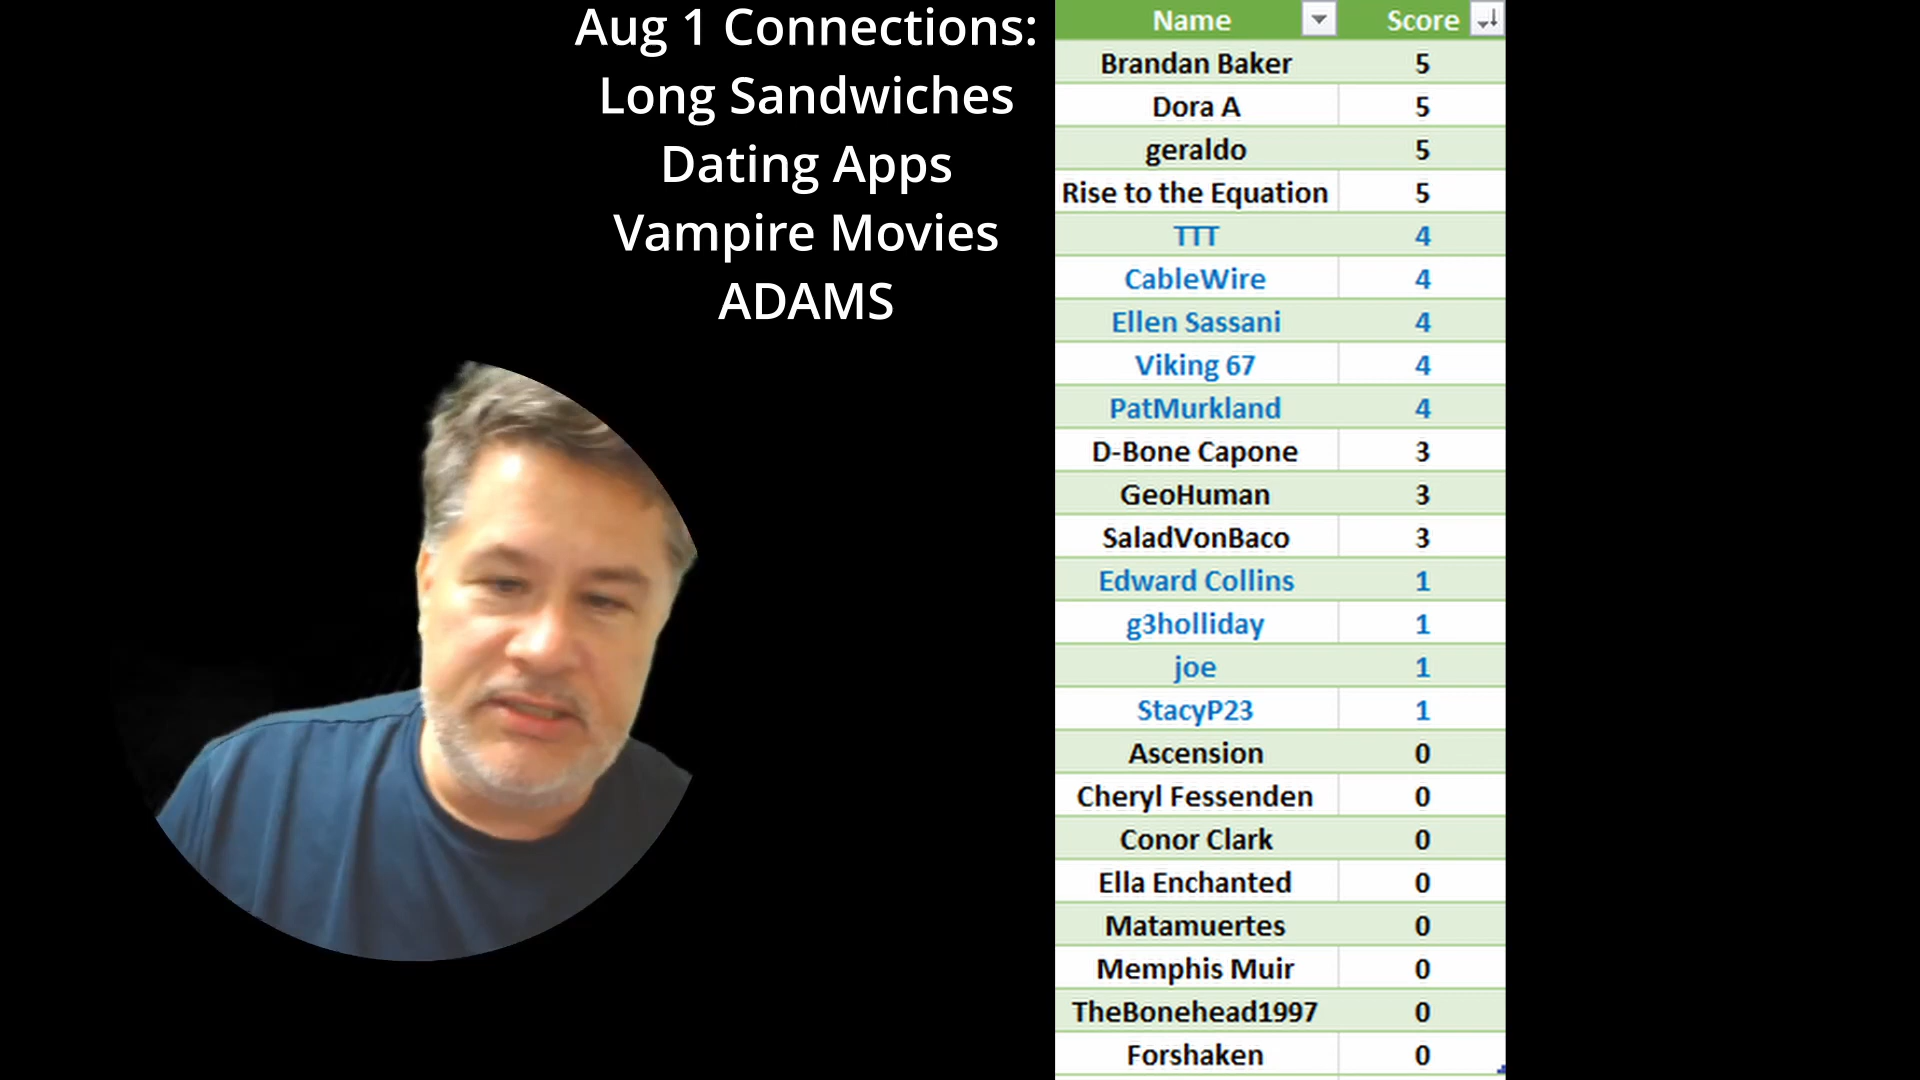 Aug 1 Connections:
Long Sandwiches
Dating Apps
Vampire Movies
ADAMS
Name Score
Brandan Baker 5
Dora A 5
geraldo 5
Rise to the Equation 5
TTT 4
CableWire 4
Ellen Sassani 4
Viking 67 4
PatMurkland 4
D-Bone Capone 3
GeoHuman 3
SaladVonBaco 3
Edward Collins 1
g3holliday 1
joe 1
StacyP23 1
Ascension 0
Cheryl Fessenden 0
Conor Clark 0
Ella Enchanted 0
Matamuertes 0
Memphis Muir 0
TheBonehead1997 0
Forshaken 0